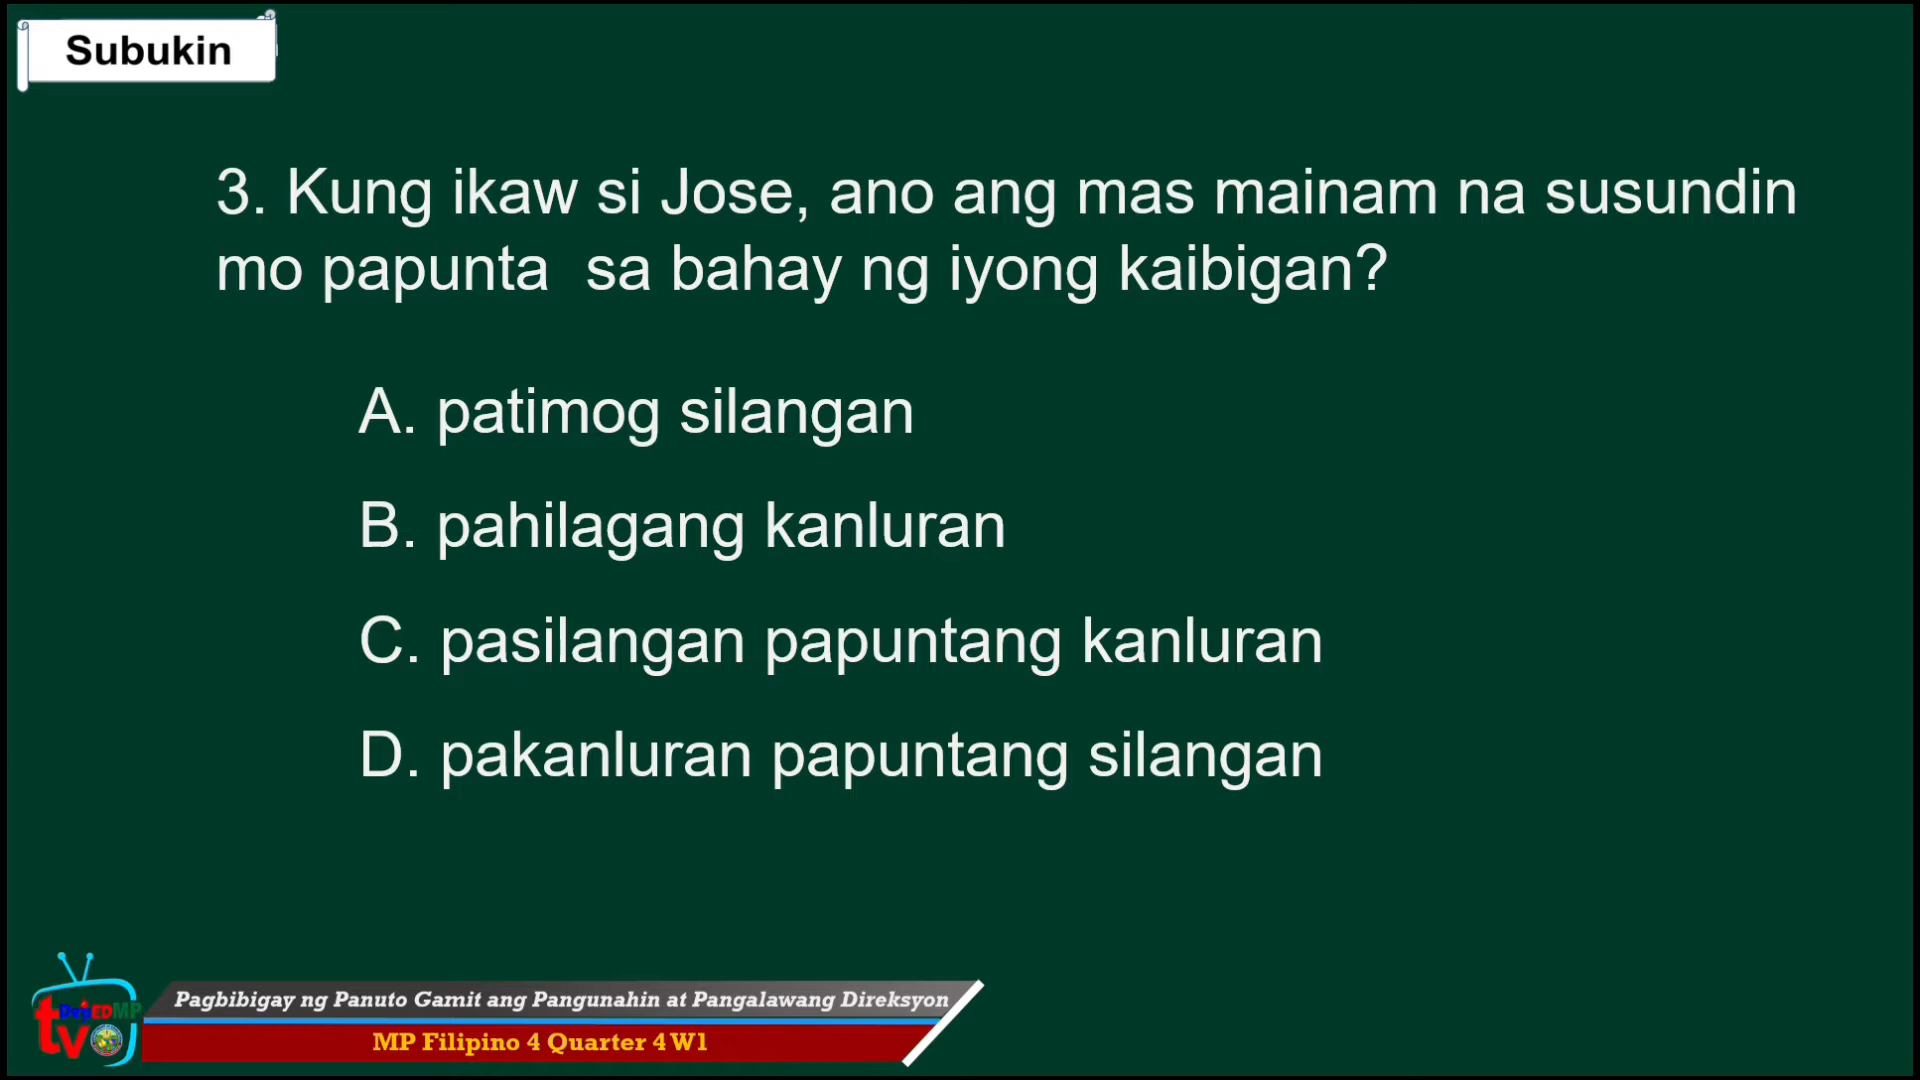 Subukin
3. Kung ikaw si Jose, ano ang mas mainam na susundin
mo papunta  sa bahay ng iyong kaibigan?
A. patimog silangan
B. pahilagang kanluran
C. pasilangan papuntang kanluran
D. pakanluran papuntang silangan
DepEDMP
tv
Pagbibigay ng Panuto Gamit ang Pangunahin at Pangalawang Direksyon
MP Filipino 4 Quarter 4 W1